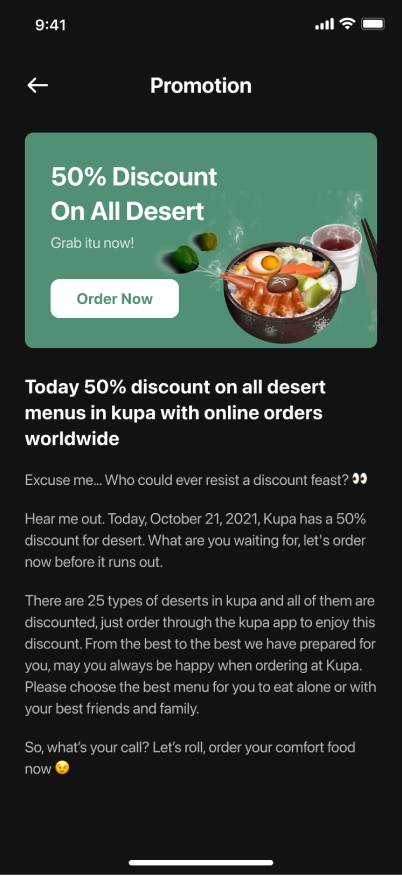 9:41
Promotion
50% Discount
On All Desert
Grab itu now!
Order Now
Today 50% discount on all desert
menus in kupa with online orders
worldwide
Excuse me... Who could ever resist a discount feast? 👀
Hear me out. Today, October 21, 2021, Kupa has a 50%
discount for desert. What are you waiting for, let's order
now before it runs out.
There are 25 types of deserts in kupa and all of them are
discounted, just order through the kupa app to enjoy this
discount. From the best to the best we have prepared for
you, may you always be happy when ordering at Kupa.
Please choose the best menu for you to eat alone or with
your best friends and family.
So, what's your call? Let's roll, order your comfort food
now 😉